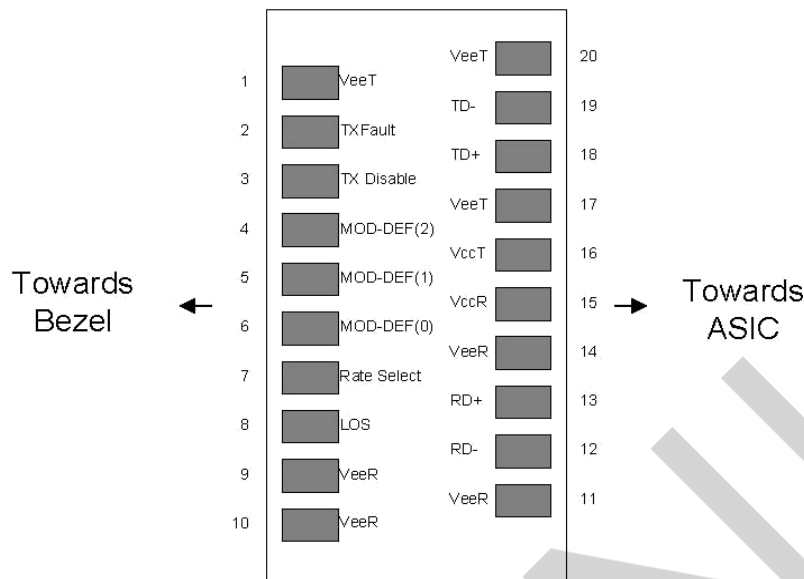 1 VeeT
2 TXFault
3 TX Disable
4 MOD-DEF(2)
5 MOD-DEF(1)
6 MOD-DEF(0)
7 Rate Select
8 LOS
9 VeeR
10 VeeR
VeeT 20
TD- 19
TD+ 18
VeeT 17
VccT 16
VccR 15
VeeR 14
RD+ 13
RD- 12
VeeR 11
Towards
Bezel
Towards
ASIC